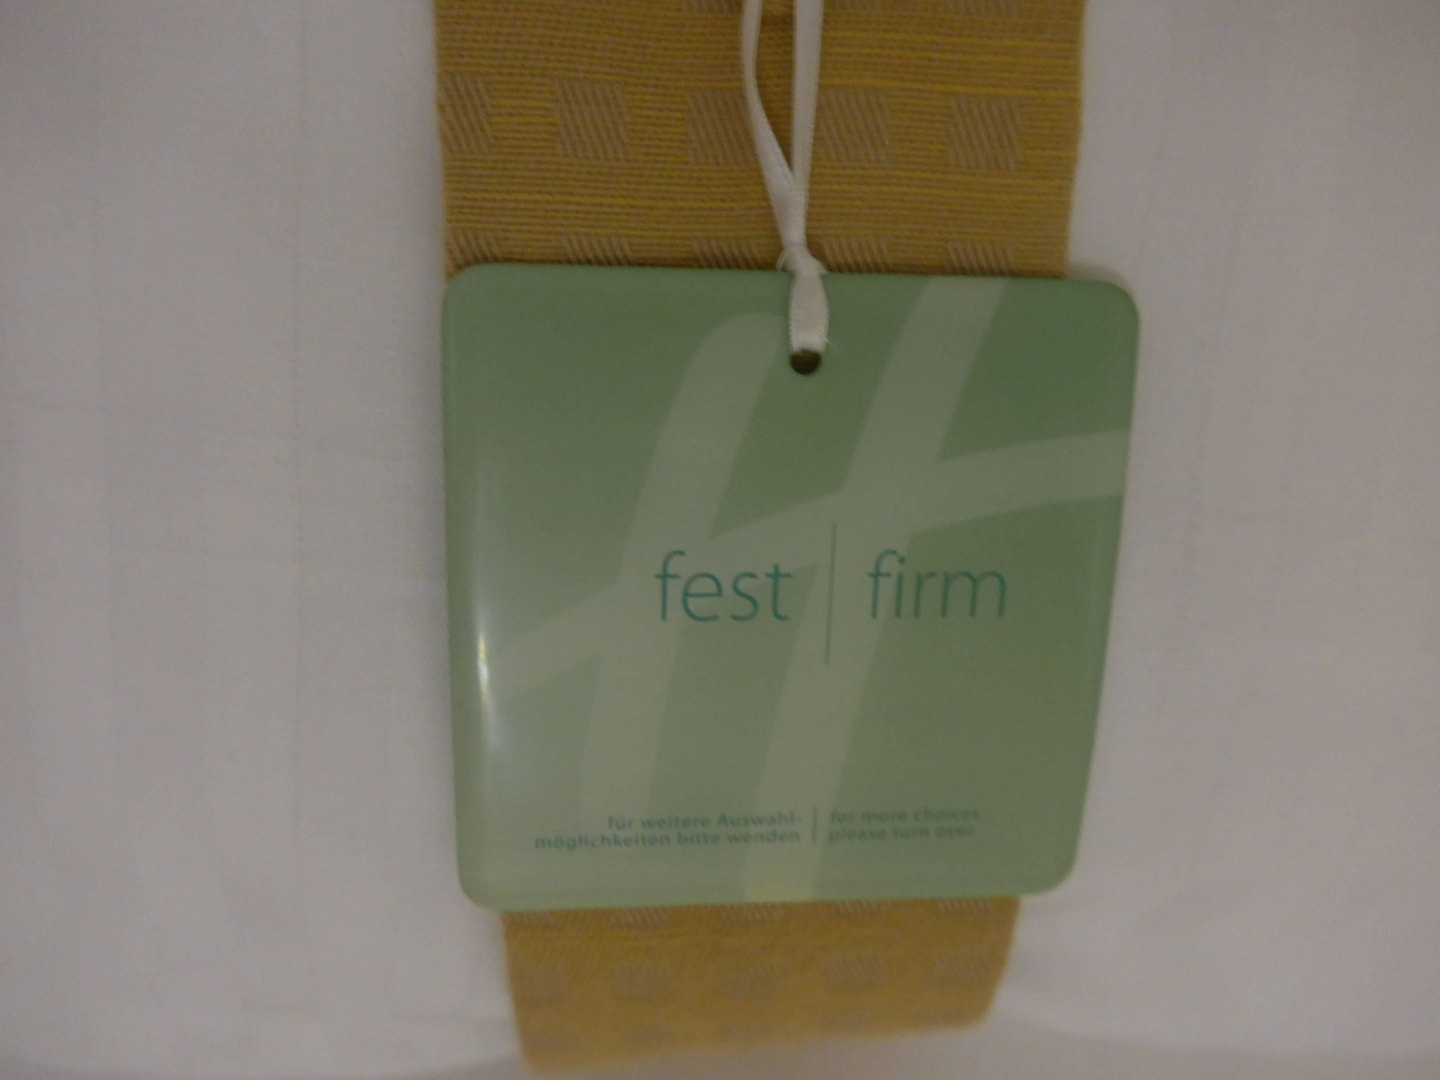 fest | firm
für weitere Auswahl- | for more choices
möglichkeiten bitte wenden | please turn over